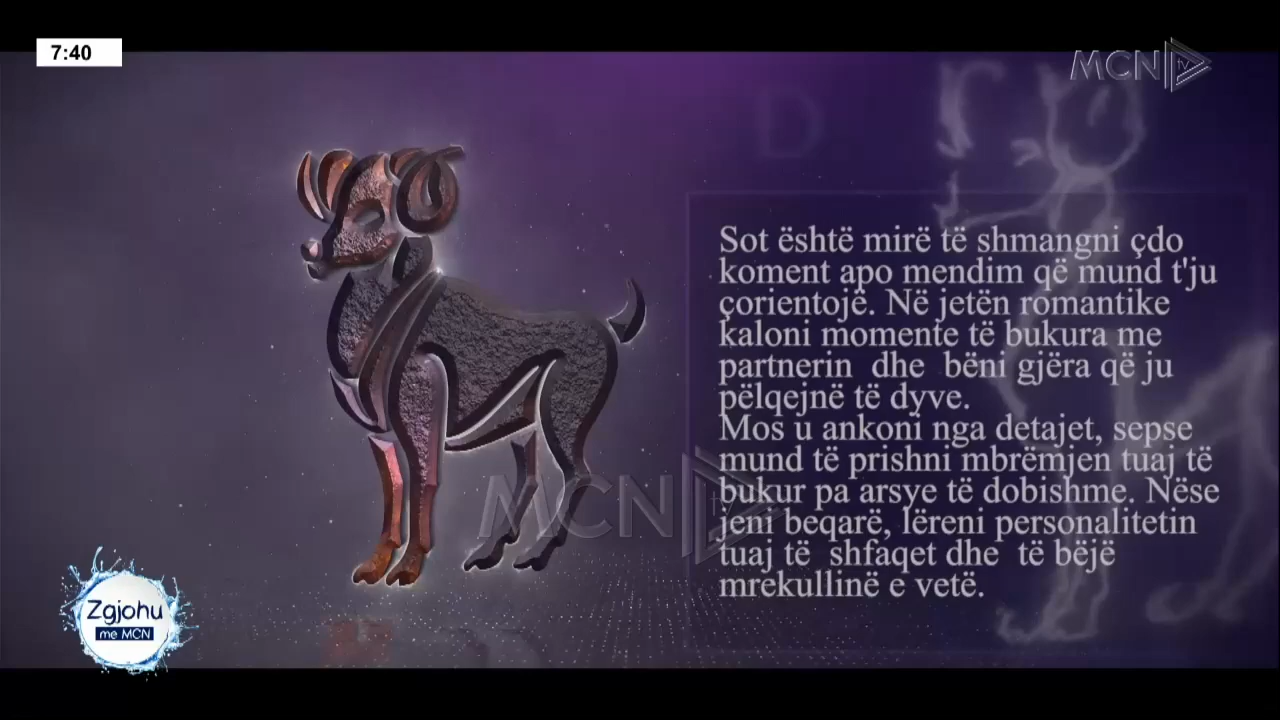 7:40
MCN tv
Sot është mirë të shmangni çdo
koment apo mendim që mund t'ju
çorientojë. Në jetën romantike
kaloni momente të bukura me
partnerin dhe bëni gjëra që ju
pëlqejnë të dyve.
Mos u ankoni nga detajet, sepse
mund të prishni mbrëmjen tuaj të
bukur pa arsye të dobishme. Nëse
jeni beqarë, lëreni personalitetin
tuaj të shfaqet dhe të bëjë
mrekullinë e vetë.
MCN tv
Zgjohu
me MCN